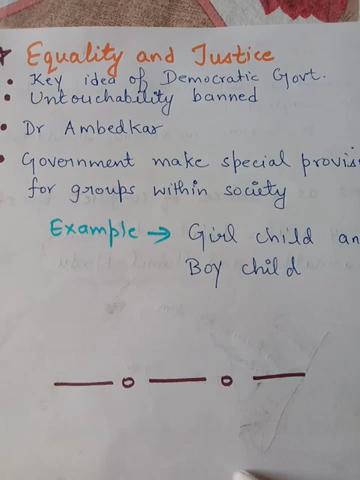 Equality and Justice
• Key idea of Democratic Govt.
• Untouchability banned
• Dr Ambedkar
• Government make special provis
for groups within society
Example → Girl child an
Boy child